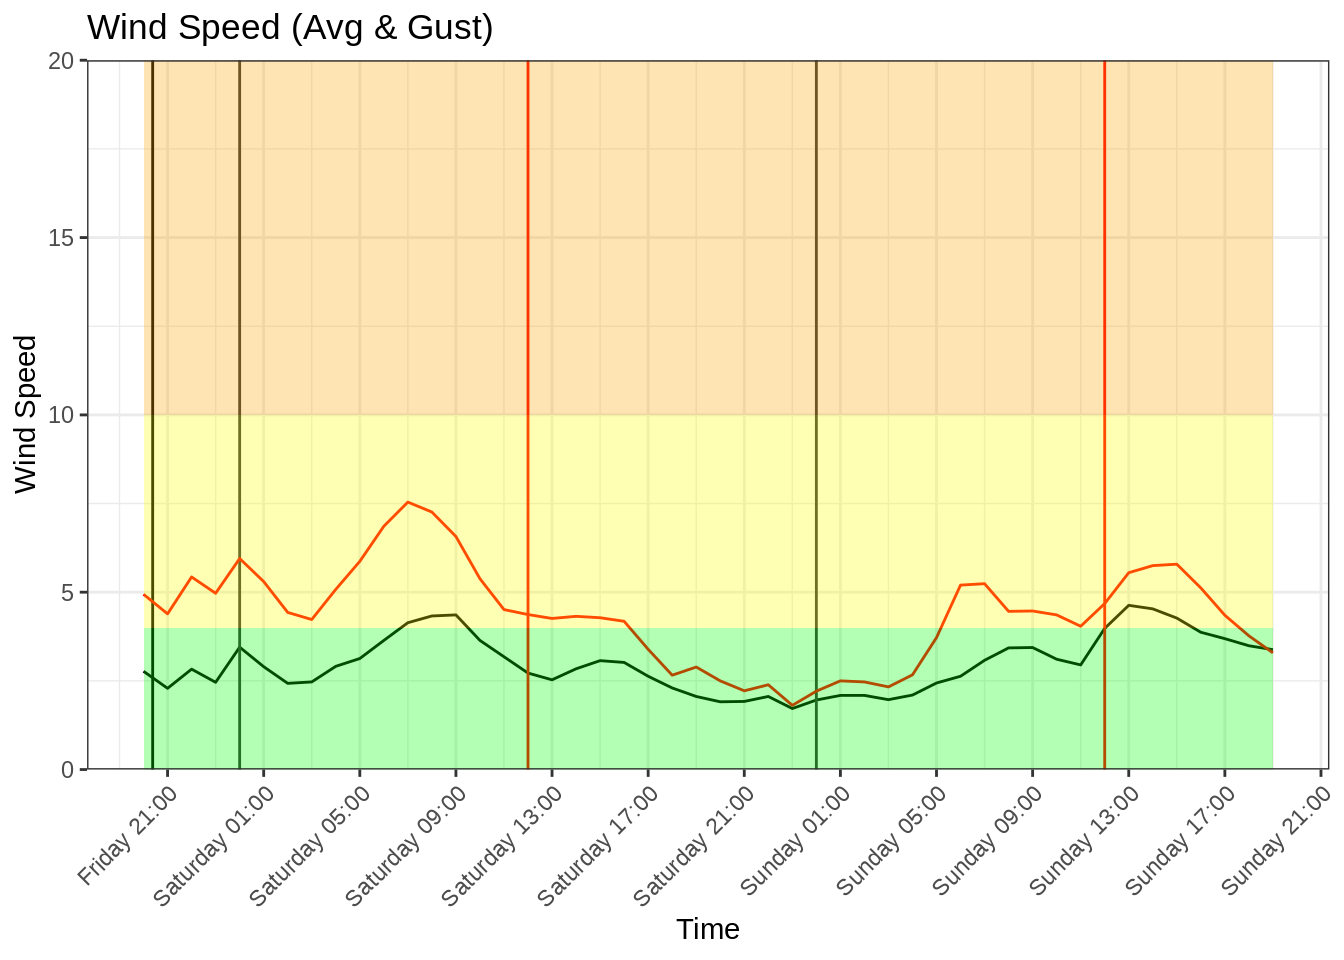 Wind Speed (Avg & Gust)
20
15
10
5
0
Wind Speed
Friday 21:00
Saturday 01:00
Saturday 05:00
Saturday 09:00
Saturday 13:00
Saturday 17:00
Saturday 21:00
Sunday 01:00
Sunday 05:00
Sunday 09:00
Sunday 13:00
Sunday 17:00
Sunday 21:00
Time